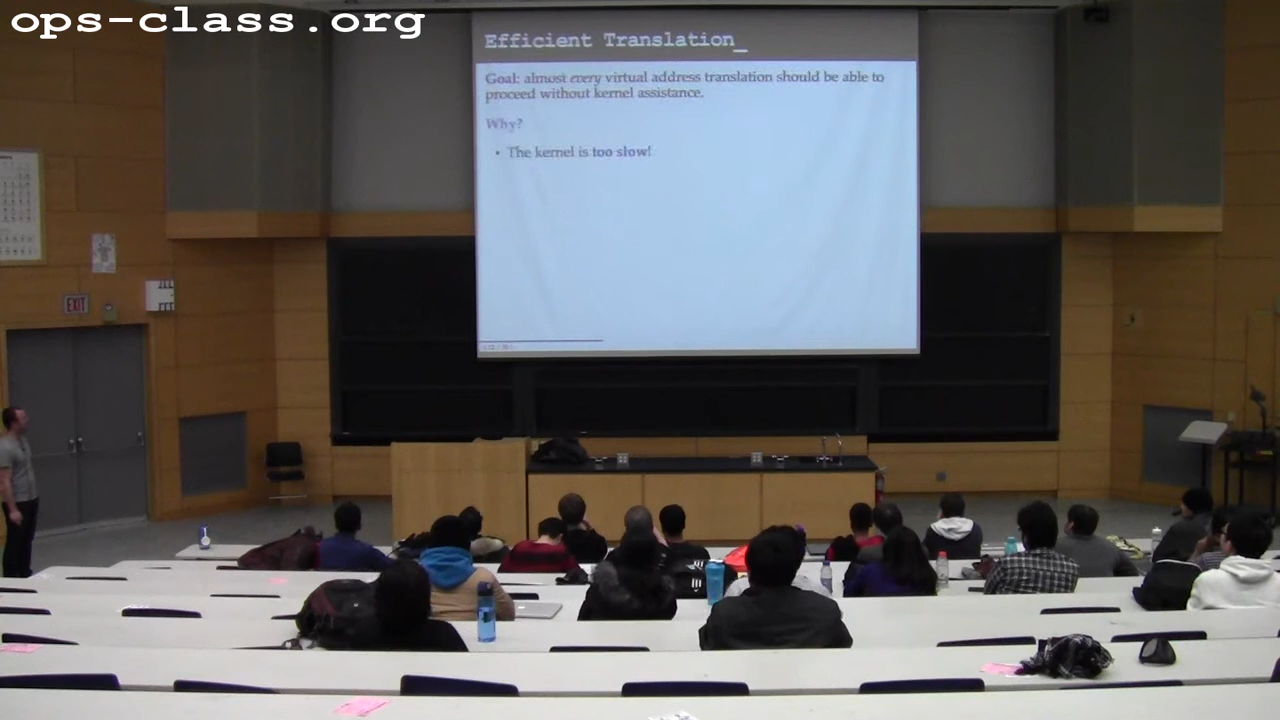 ops-class.org
Efficient Translation_
Goal: almost every virtual address translation should be able to
proceed without kernel assistance.
Why?
• The kernel is too slow!
EXIT